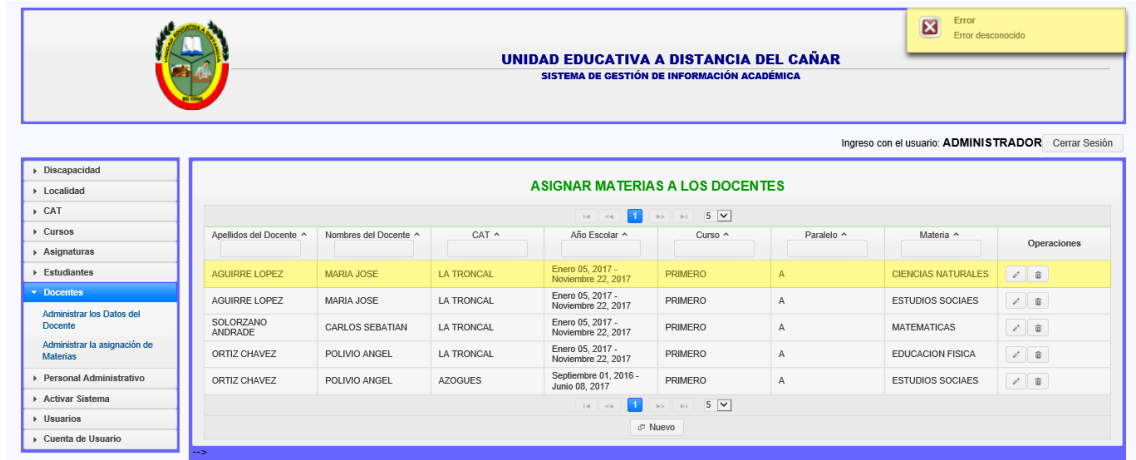 Error
Error desconocido
UNIDAD EDUCATIVA A DISTANCIA DEL CAÑAR
SISTEMA DE GESTIÓN DE INFORMACIÓN ACADÉMICA
Ingreso con el usuario: ADMINISTRADOR Cerrar Sesión
Discapacidad
Localidad
CAT
Cursos
Asignaturas
Estudiantes
Docentes
Administrar los Datos del
Docente
Administrar la asignación de
Materias
Personal Administrativo
Activar Sistema
Usuarios
Cuenta de Usuario
ASIGNAR MATERIAS A LOS DOCENTES
1 5
Apellidos del Docente Nombres del Docente CAT Año Escolar Curso Paralelo Materia Operaciones
AGUIRRE LOPEZ MARIA JOSE LA TRONCAL Enero 05, 2017 - Noviembre 22, 2017 PRIMERO A CIENCIAS NATURALES
AGUIRRE LOPEZ MARIA JOSE LA TRONCAL Enero 05, 2017 - Noviembre 22, 2017 PRIMERO A ESTUDIOS SOCIAES
SOLORZANO ANDRADE CARLOS SEBATIAN LA TRONCAL Enero 05, 2017 - Noviembre 22, 2017 PRIMERO A MATEMATICAS
ORTIZ CHAVEZ POLIVIO ANGEL LA TRONCAL Enero 05, 2017 - Noviembre 22, 2017 PRIMERO A EDUCACION FISICA
ORTIZ CHAVEZ POLIVIO ANGEL AZOGUES Septiembre 01, 2016 - Junio 08, 2017 PRIMERO A ESTUDIOS SOCIAES
1 5
Nuevo
-->